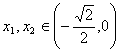 x₁, x₂ ∈ (−√2/2, 0)